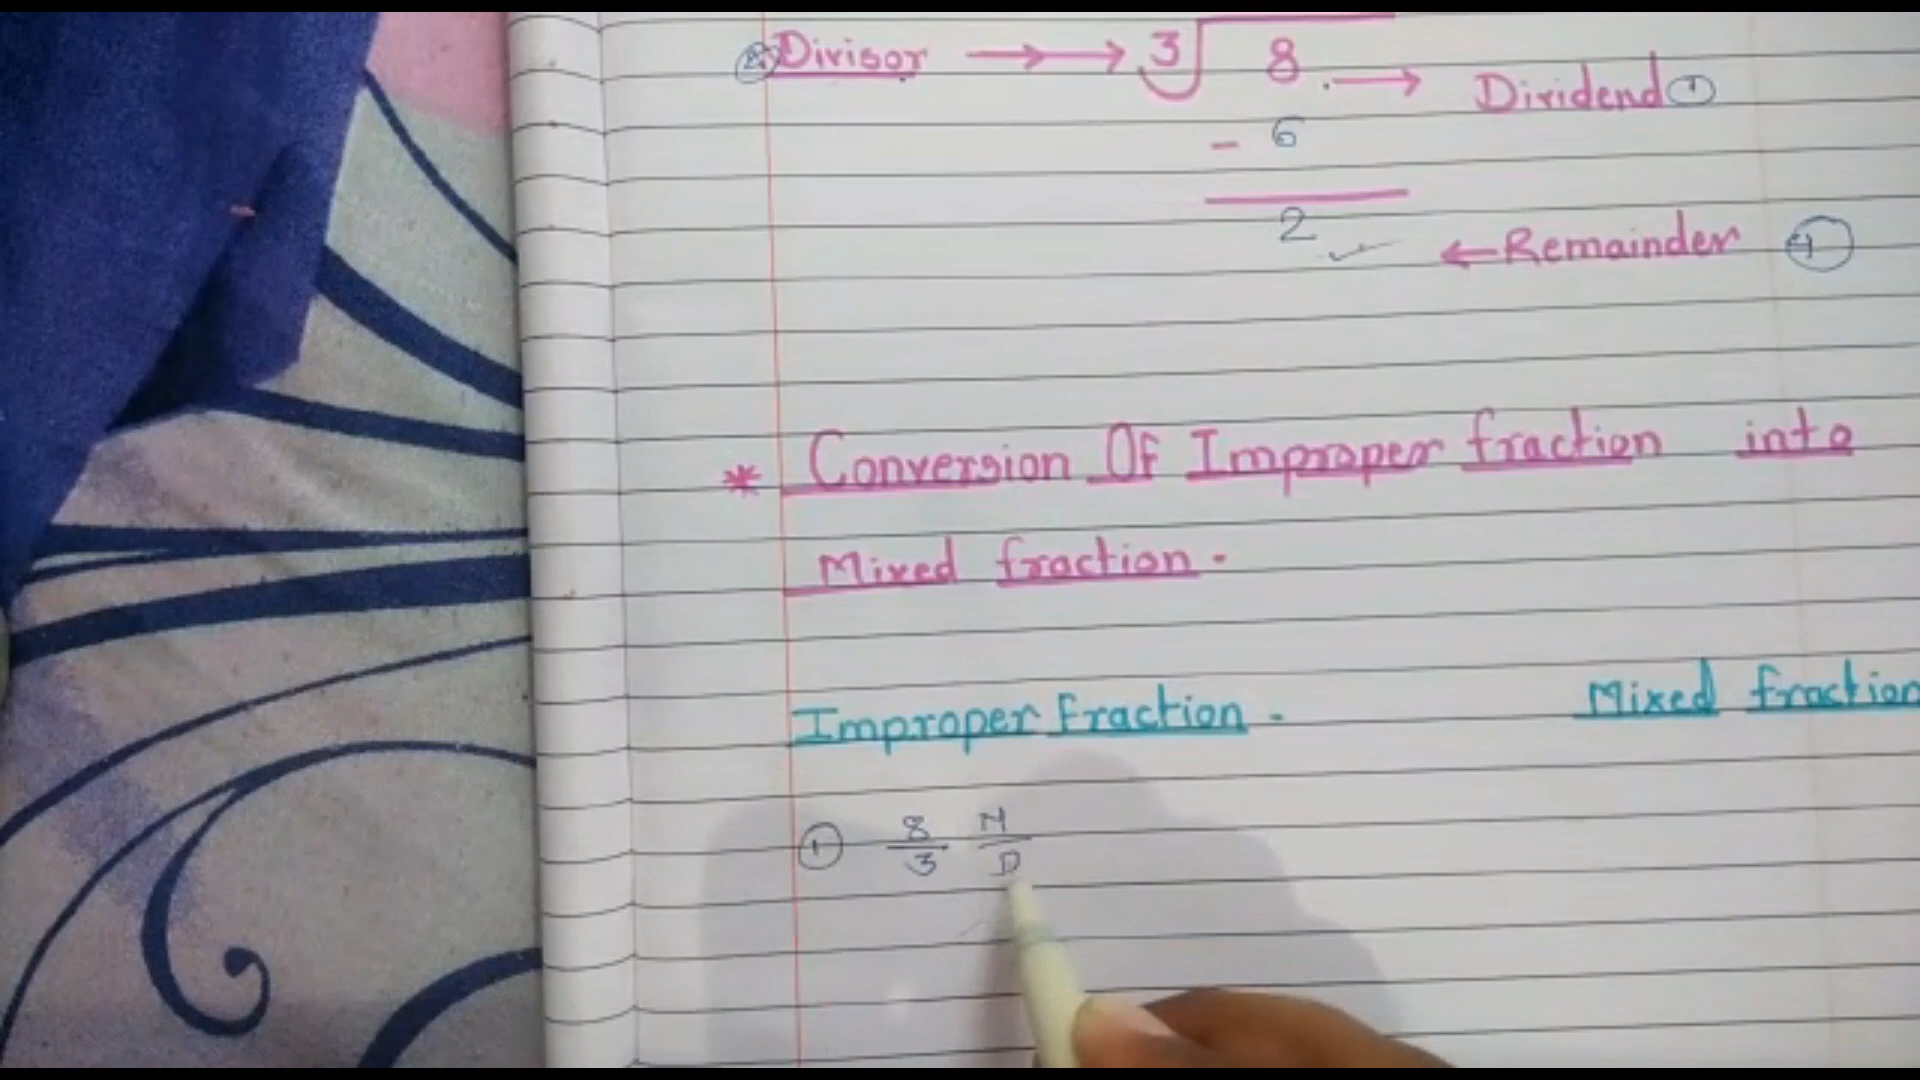 ② Divisor →→ 3 8 → Dividend ①
- 6
2 ✓ ← Remainder ④
* Conversion Of Improper fraction into
Mixed fraction.
Improper Fraction. Mixed fraction
① 8/3 N/D